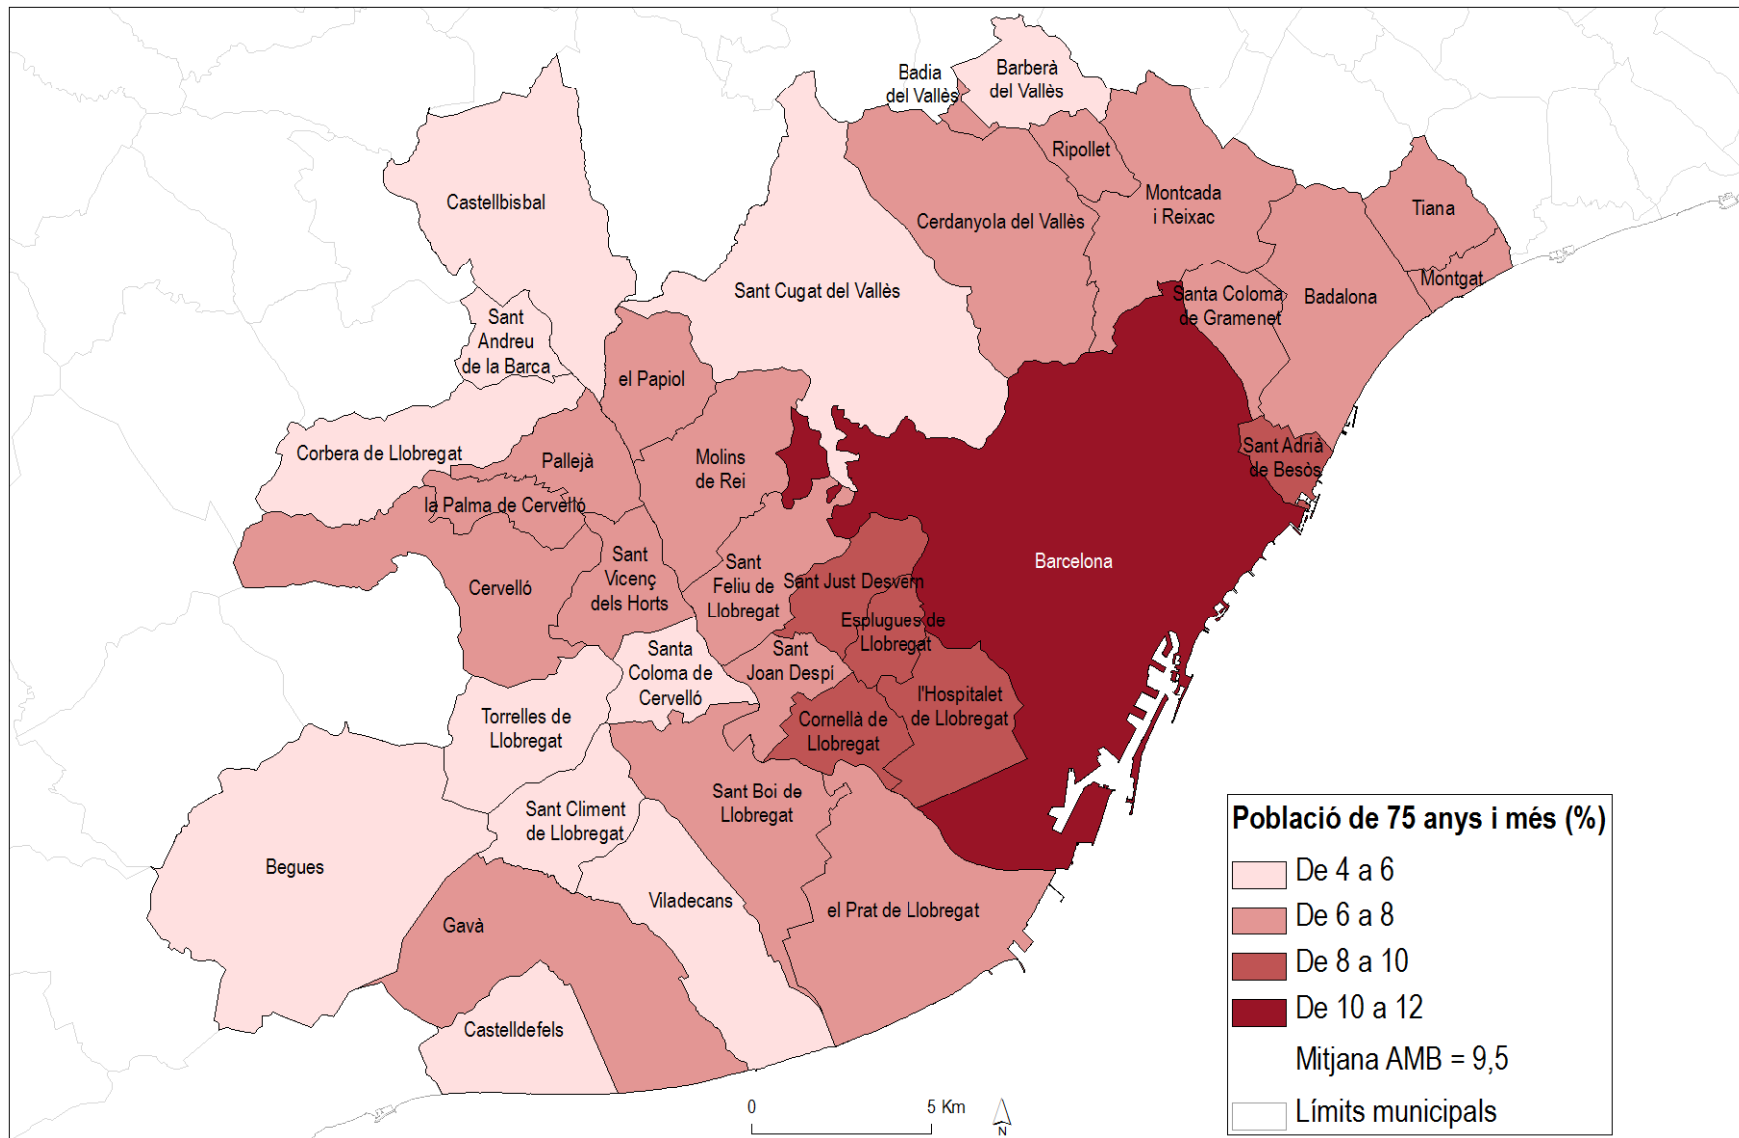 Badia
del Vallès
Barberà
del Vallès
Ripollet
Castellbisbal
Cerdanyola del Vallès
Montcada
i Reixac
Tiana
Montgat
Sant Cugat del Vallès
Santa Coloma
de Gramenet
Badalona
Sant
Andreu
de la Barca
el Papiol
Corbera de Llobregat
Pallejà
Molins
de Rei
Sant Adrià
de Besòs
la Palma de Cervelló
Cervelló
Sant
Vicenç
dels Horts
Sant
Feliu de
Llobregat
Sant Just Desvern
Barcelona
Esplugues de
Llobregat
Santa
Coloma de
Cervelló
Sant
Joan Despí
l'Hospitalet
de Llobregat
Cornellà de
Llobregat
Torrelles de
Llobregat
Sant Climent
de Llobregat
Sant Boi de
Llobregat
Begues
Gavà
Viladecans
el Prat de Llobregat
Castelldefels
Població de 75 anys i més (%)
De 4 a 6
De 6 a 8
De 8 a 10
De 10 a 12
Mitjana AMB = 9,5
Límits municipals
0 5 Km
N